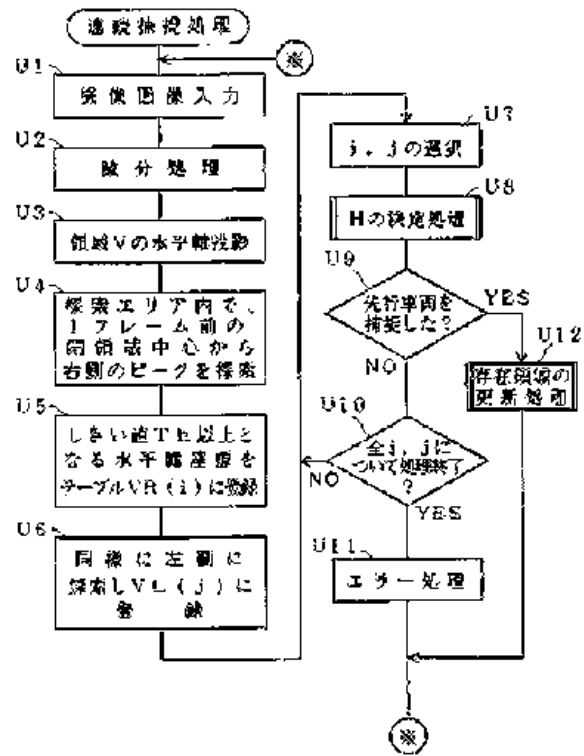 連続捕捉処理
※
U1
撮像画像入力
U2
微分処理
U3
領域Vの水平軸投影
U4
探索エリア内で、
1フレーム前の
閉領域中心から
右側のピークを探索
U5
しきい値TE以上と
なる水平軸座標を
テーブルVR(i)に登録
U6
同様に左側に
探索しVL(j)に
登録
U7
i,jの選択
U8
Hの決定処理
U9
先行車両を
捕捉した?
YES
NO
U12
存在領域の
更新処理
U10
全i,jに
ついて処理終了
?
NO
YES
U11
エラー処理
※